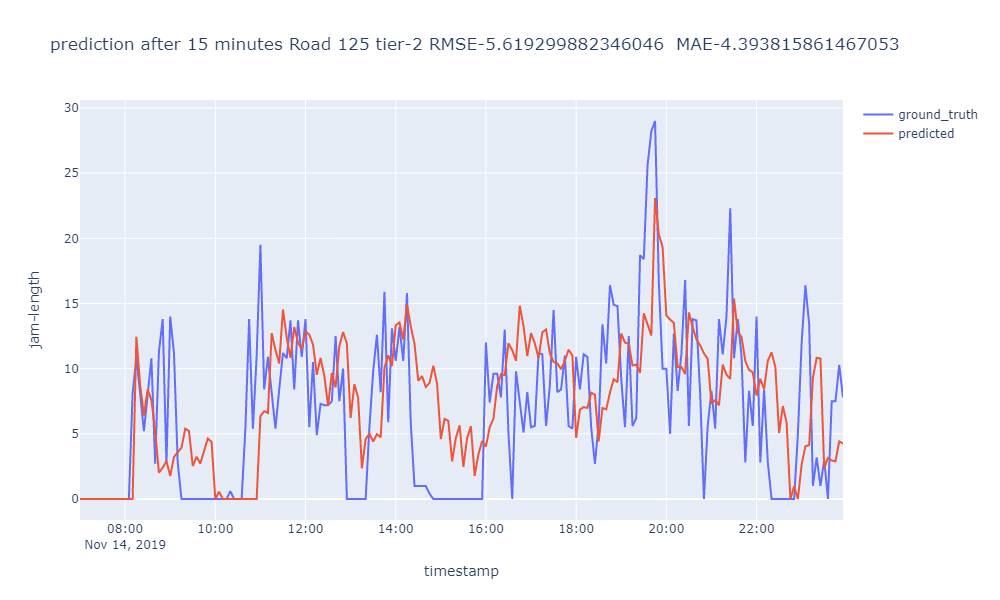 prediction after 15 minutes Road 125 tier-2 RMSE-5.619299882346046  MAE-4.393815861467053
ground_truth
predicted
30
25
20
15
10
5
0
jam-length
08:00 10:00 12:00 14:00 16:00 18:00 20:00 22:00
Nov 14, 2019
timestamp